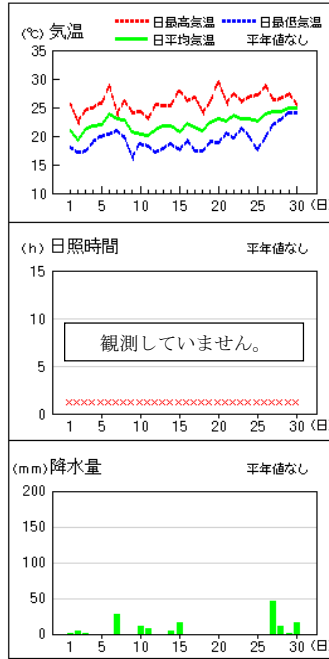 (℃) 気温
日最高気温 日最低気温
日平均気温 平年値なし
35
30
25
20
15
10
1 5 10 15 20 25 30 (日)
(h) 日照時間 平年値なし
15
10
観測していません。
5
0
1 5 10 15 20 25 30 (日)
(mm) 降水量 平年値なし
200
150
100
50
0
1 5 10 15 20 25 30 (日)